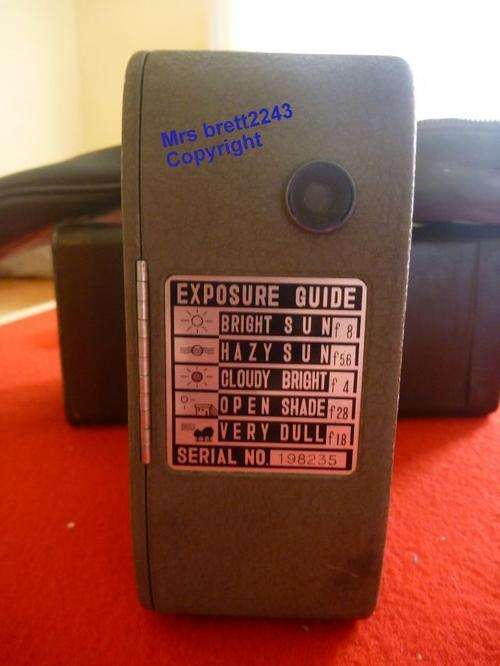 Mrs brett2243
Copyright
EXPOSURE GUIDE
BRIGHT SUN f 8
HAZY SUN f5.6
CLOUDY BRIGHT f 4
OPEN SHADE f2.8
VERY DULL f1.8
SERIAL NO. 198235